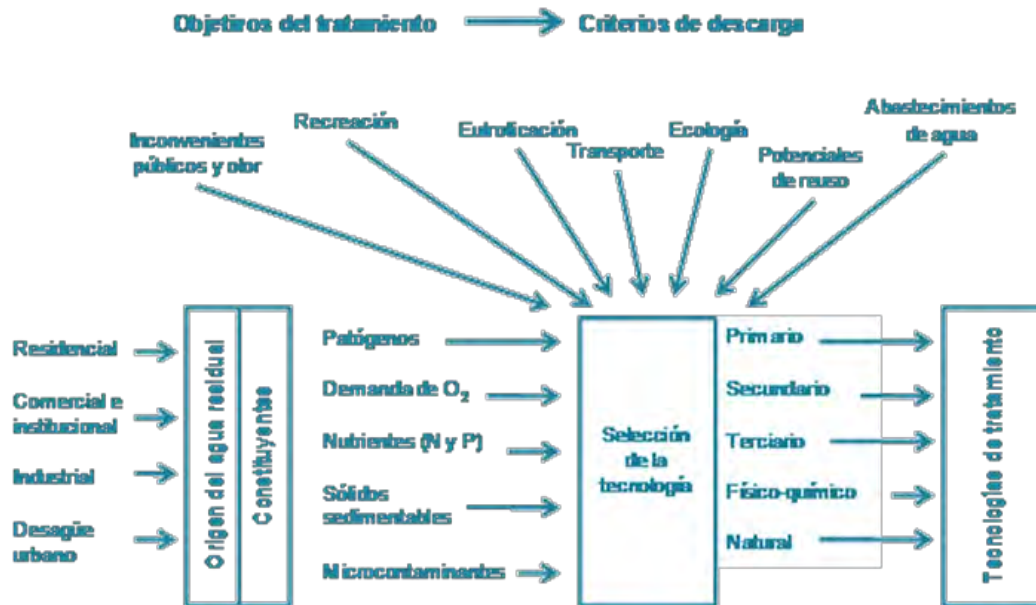 Objetiros del tratamiento
Criterios de descarga
Inconvenientes
públicos y olor
Recreación
Eutroficación
Transporte
Ecología
Potenciales
de reuso
Abastecimientos
de agua
Residencial
Comercial e
institucional
Industrial
Desagüe
urbano
Origen del agua residual
Constituyentes
Patógenos
Demanda de O₂
Nutrientes (N y P)
Sólidos
sedimentables
Microcontaminantes
Selección
de la
tecnología
Primario
Secundario
Terciario
Físico-químico
Natural
Tecnologías de tratamiento